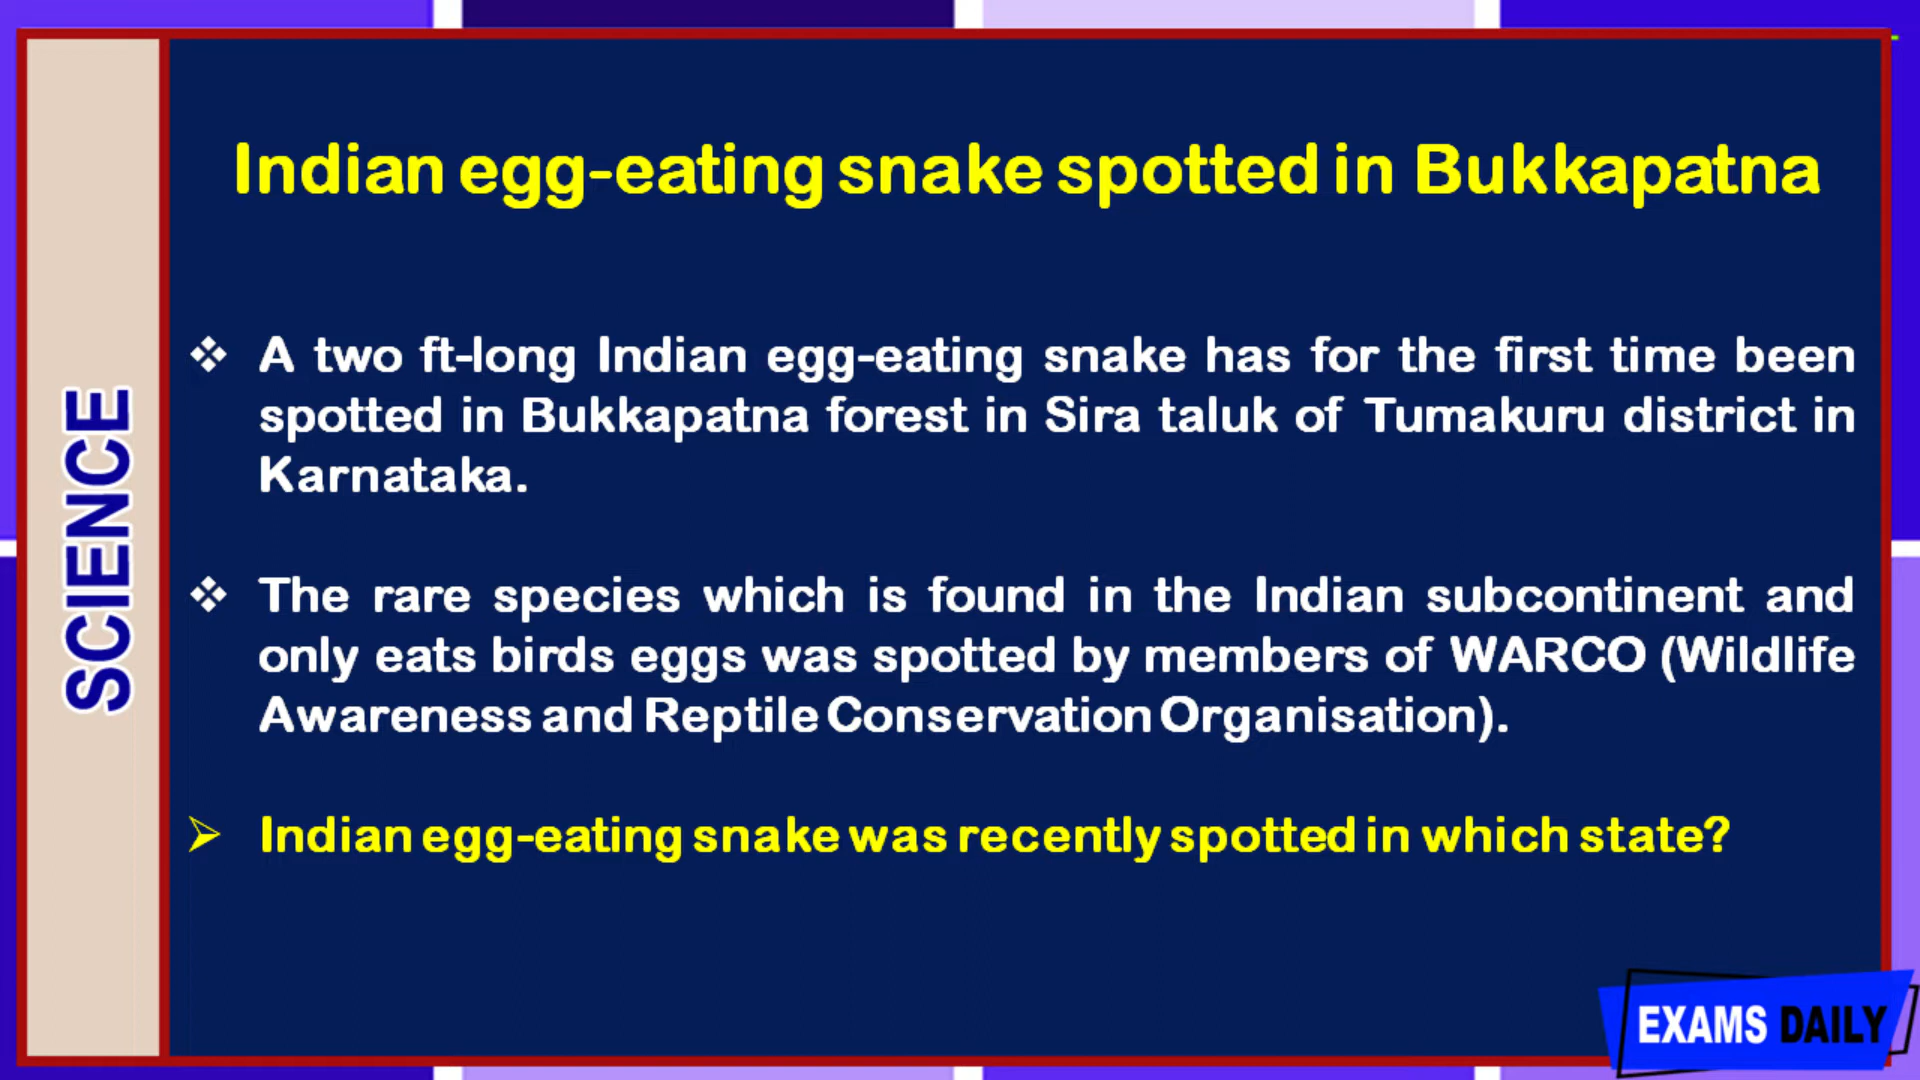 Indian egg-eating snake spotted in Bukkapatna
SCIENCE
❖ A two ft-long Indian egg-eating snake has for the first time been
spotted in Bukkapatna forest in Sira taluk of Tumakuru district in
Karnataka.
❖ The rare species which is found in the Indian subcontinent and
only eats birds eggs was spotted by members of WARCO (Wildlife
Awareness and Reptile Conservation Organisation).
➢ Indian egg-eating snake was recently spotted in which state?
EXAMS DAILY